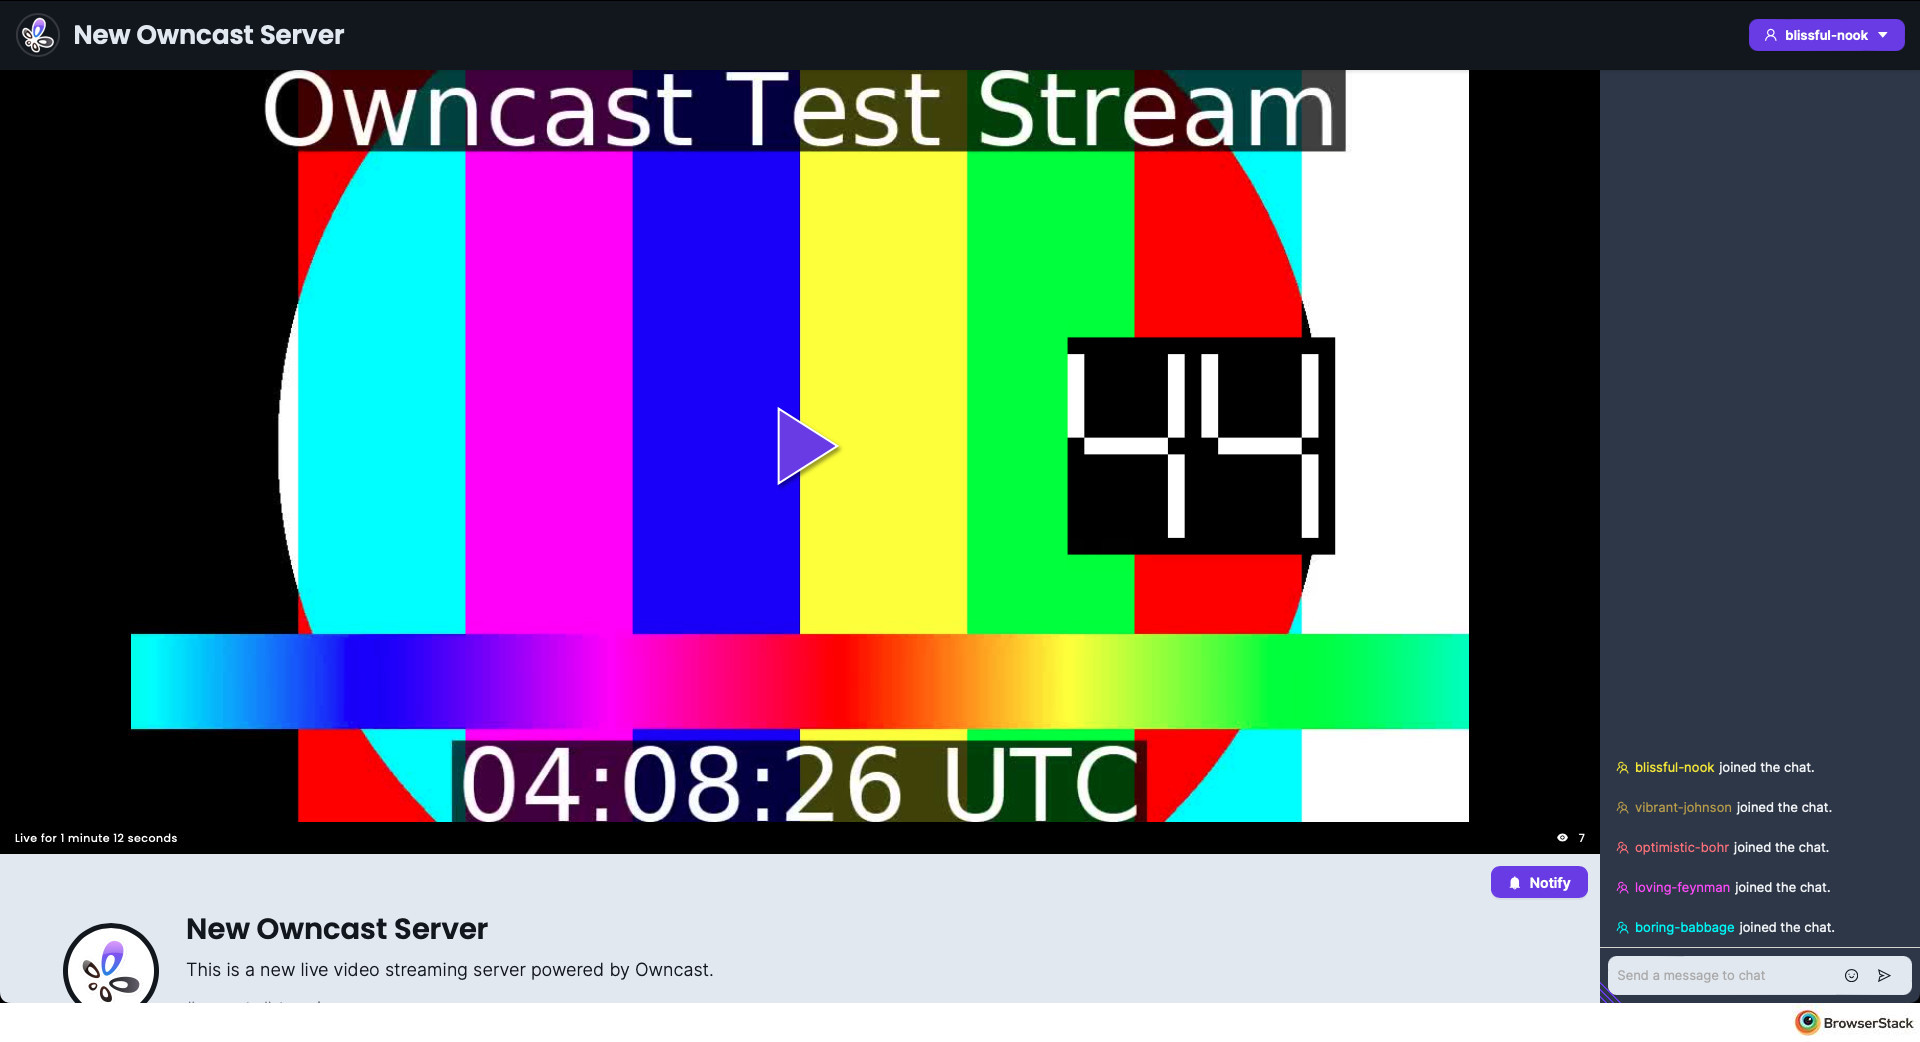 New Owncast Server
blissful-nook
Owncast Test Stream
44
04:08:26 UTC
Live for 1 minute 12 seconds
7
Notify
New Owncast Server
This is a new live video streaming server powered by Owncast.
blissful-nook joined the chat.
vibrant-johnson joined the chat.
optimistic-bohr joined the chat.
loving-feynman joined the chat.
boring-babbage joined the chat.
Send a message to chat
BrowserStack